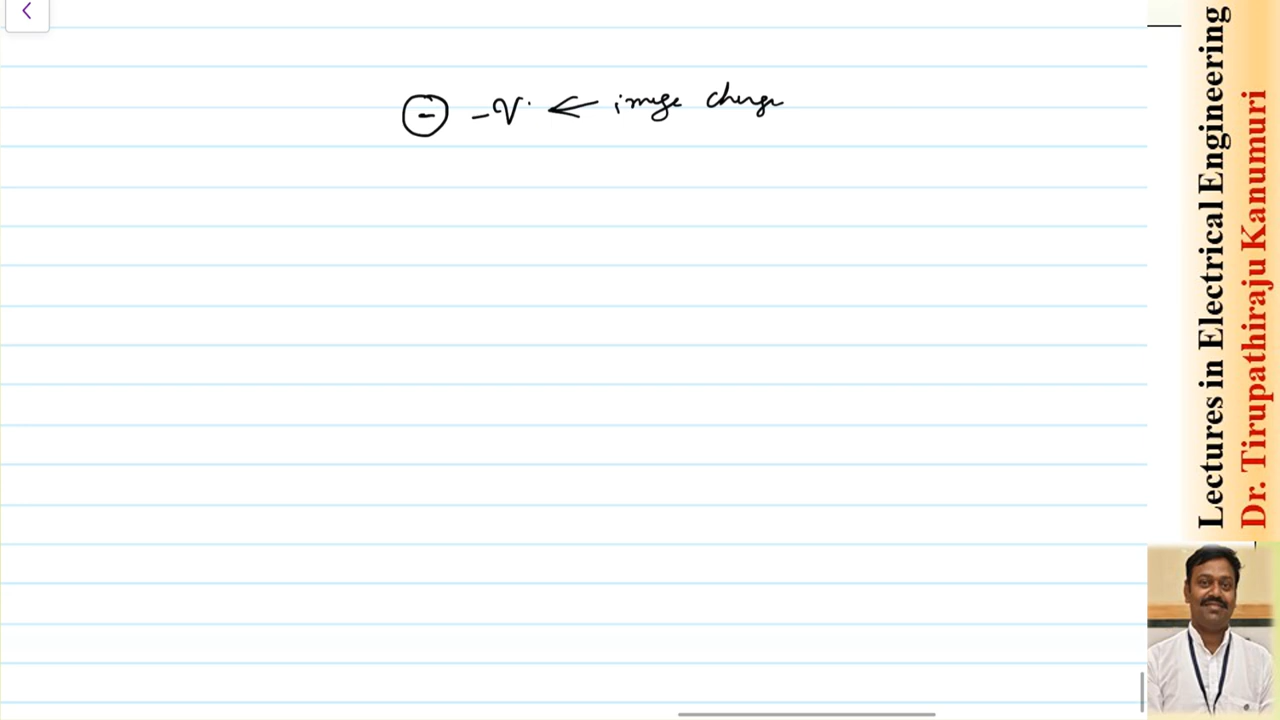 ⊖ -V ← image charge
Lectures in Electrical Engineering
Dr. Tirupathiraju Kanumuri